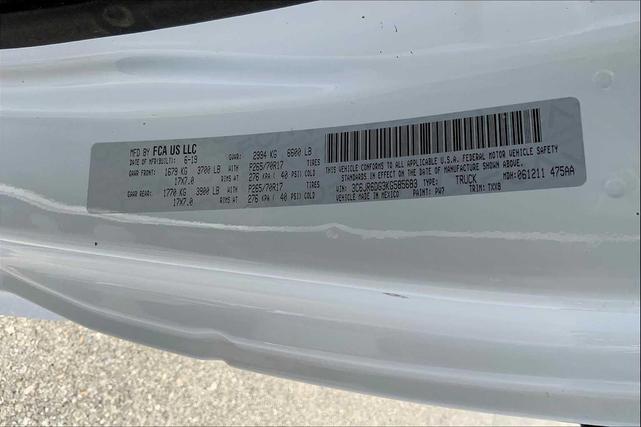 MFD BY FCA US LLC
DATE OF MFR(BUILT): 6-19 GVWR: 2994 KG 6600 LB
GAWR FRONT: 1679 KG 3700 LB WITH P265/70R17 TIRES
17X7.0 RIMS AT 276 KPA ( 40 PSI) COLD
GAWR REAR: 1770 KG 3900 LB WITH P265/70R17 TIRES
17X7.0 RIMS AT 276 KPA ( 40 PSI) COLD
THIS VEHICLE CONFORMS TO ALL APPLICABLE U.S.A. FEDERAL MOTOR VEHICLE SAFETY
STANDARDS IN EFFECT ON THE DATE OF MANUFACTURE SHOWN ABOVE.
VIN: 3C6JR6DG3KG585683 TYPE: TRUCK MDH: 061211 475AA
VEHICLE MADE IN MEXICO PAINT: PW7 TRIM: TXX8